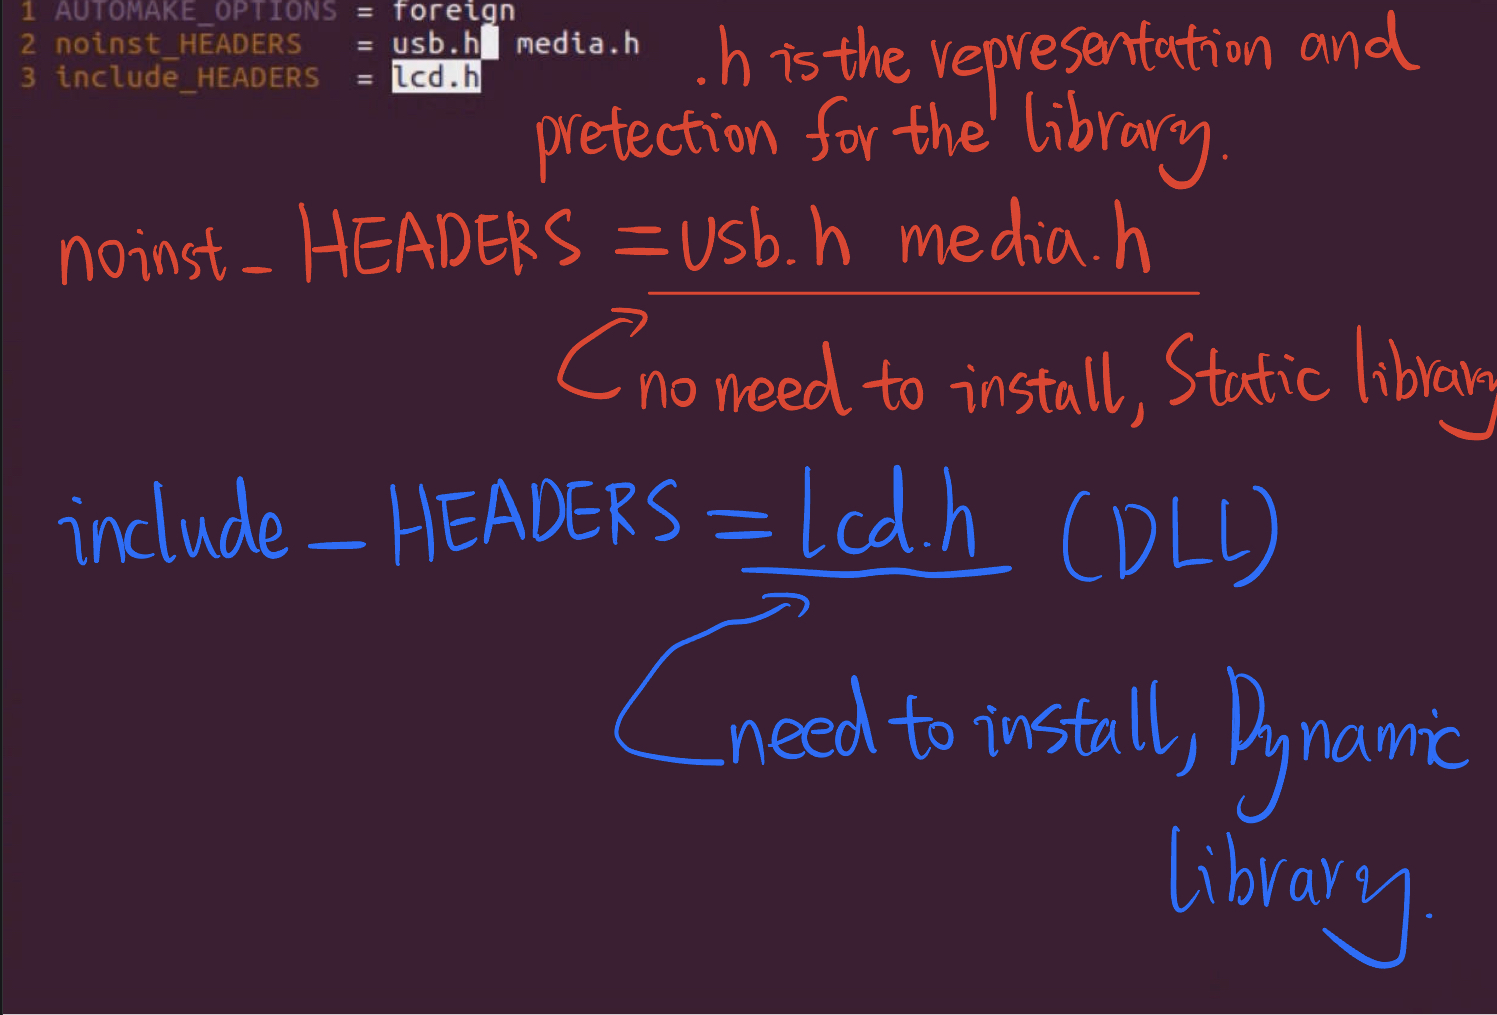 1 AUTOMAKE_OPTIONS = foreign
2 noinst_HEADERS = usb.h media.h
3 include_HEADERS = lcd.h
.h is the representation and
pretection for the library.
noinst_HEADERS = usb.h media.h
no need to install, Static library
include_HEADERS = lcd.h (DLL)
need to install, Dynamic
library.